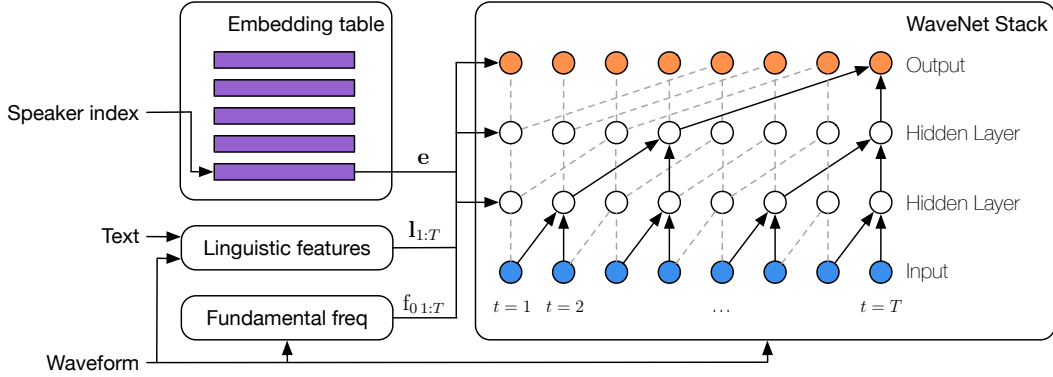 Embedding table
WaveNet Stack
Output
Speaker index
Hidden Layer
e
Hidden Layer
Text
Linguistic features
l1:T
Input
t = 1
t = 2
...
t = T
Fundamental freq
f0 1:T
Waveform